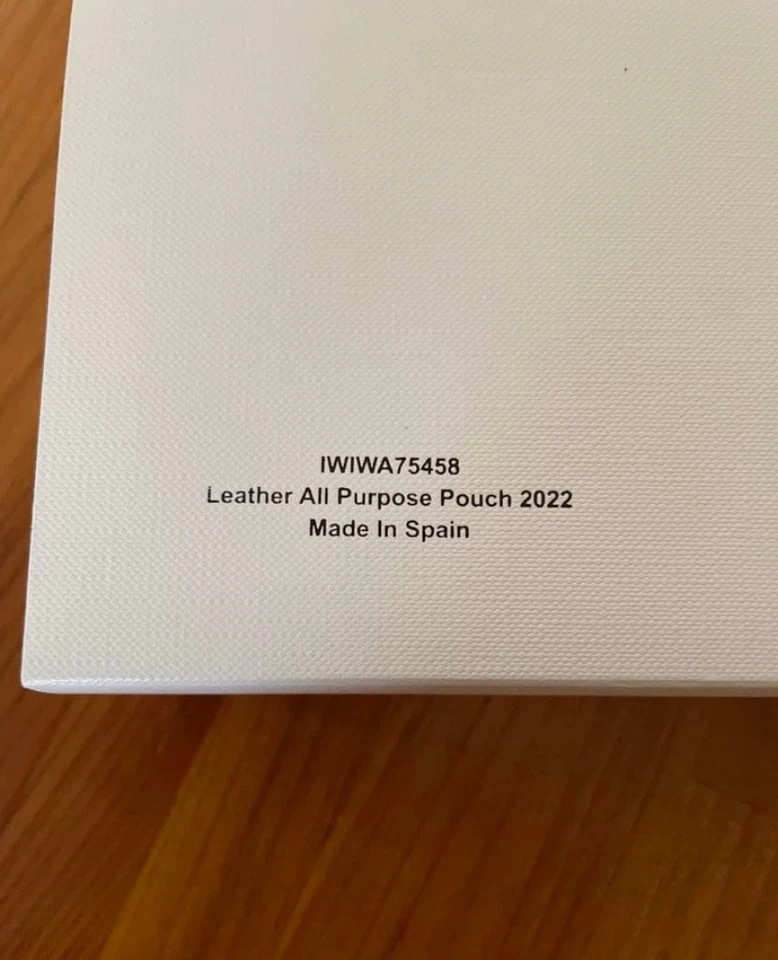 IWIWA75458
Leather All Purpose Pouch 2022
Made In Spain